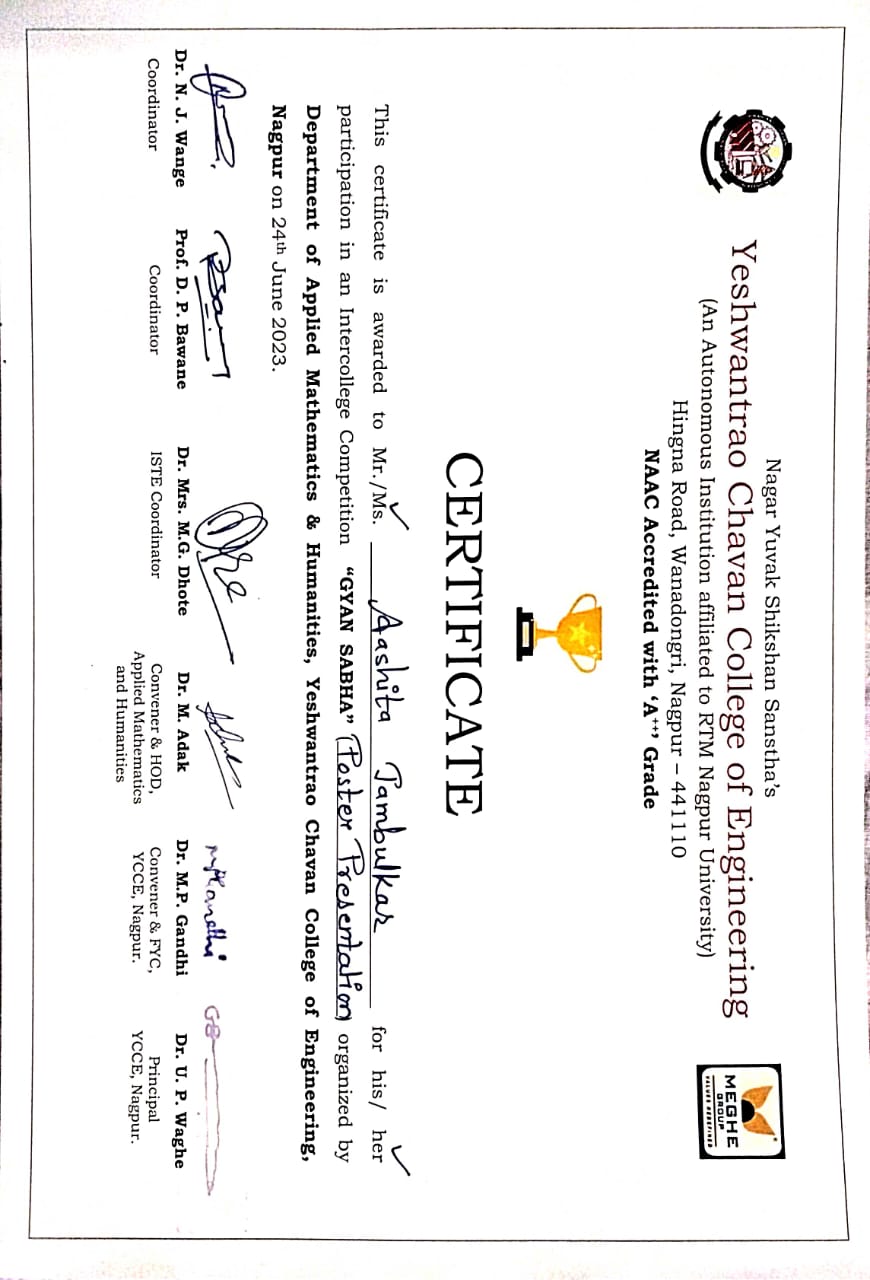 Nagar Yuvak Shikshan Sanstha's
Yeshwantrao Chavan College of Engineering
(An Autonomous Institution affiliated to RTM Nagpur University)
Hingna Road, Wanadongri, Nagpur – 441110
NAAC Accredited with ‘A⁺⁺’ Grade
MEGHE
GROUP
VALUES REDEFINED
CERTIFICATE
This certificate is awarded to Mr./Ms. Aashita Jambulkar for his/ her
participation in an Intercollege Competition “GYAN SABHA” (Poster Presentation) organized by
Department of Applied Mathematics & Humanities, Yeshwantrao Chavan College of Engineering,
Nagpur on 24th June 2023.
MPGandhi
Dr. N. J. Wange Prof. D. P. Bawane Dr. Mrs. M.G. Dhote Dr. M. Adak Dr. M.P. Gandhi Dr. U. P. Waghe
Coordinator Coordinator ISTE Coordinator Convener & HOD, Convener & FYC, Principal
Applied Mathematics YCCE, Nagpur. YCCE, Nagpur.
and Humanities